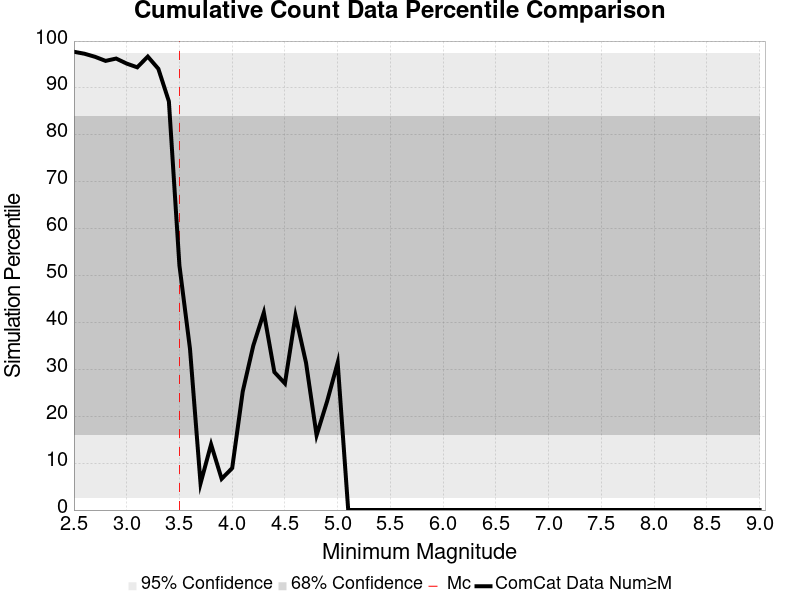 Cumulative Count Data Percentile Comparison
100
90
80
70
60
50
40
30
20
10
0
Simulation Percentile
2.5 3.0 3.5 4.0 4.5 5.0 5.5 6.0 6.5 7.0 7.5 8.0 8.5 9.0
Minimum Magnitude
95% Confidence 68% Confidence Mc ComCat Data Num≥M